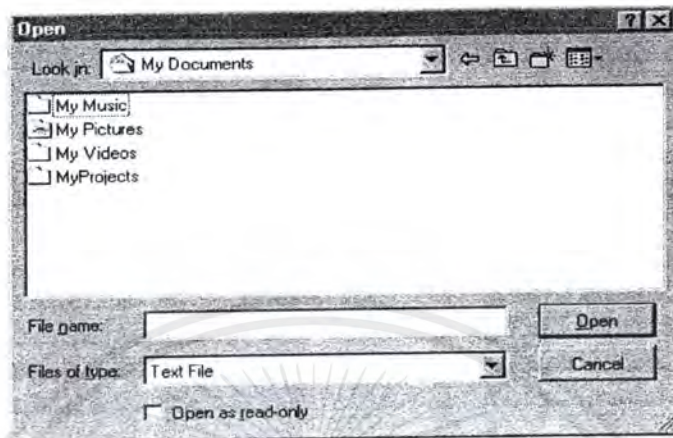 Open
Look in: My Documents
My Music
My Pictures
My Videos
MyProjects
File name: Open
Files of type: Text File Cancel
Open as read-only